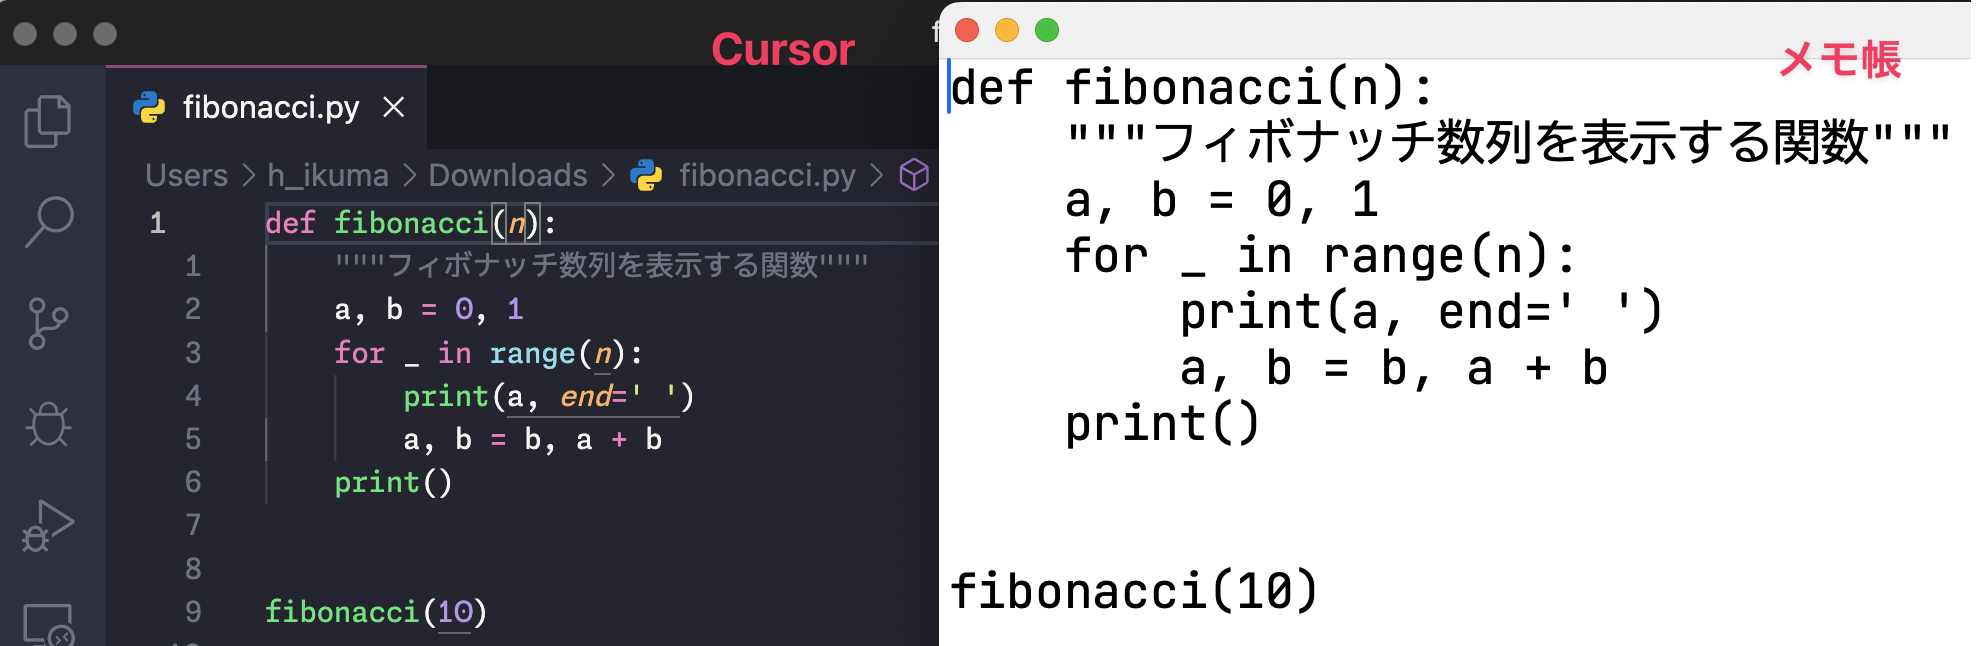 Cursor
fibonacci.py
Users > h_ikuma > Downloads > fibonacci.py >
1 def fibonacci(n):
1 """フィボナッチ数列を表示する関数"""
2 a, b = 0, 1
3 for _ in range(n):
4 print(a, end=' ')
5 a, b = b, a + b
6 print()
7
8
9 fibonacci(10)
メモ帳
def fibonacci(n):
"""フィボナッチ数列を表示する関数"""
a, b = 0, 1
for _ in range(n):
print(a, end=' ')
a, b = b, a + b
print()
fibonacci(10)